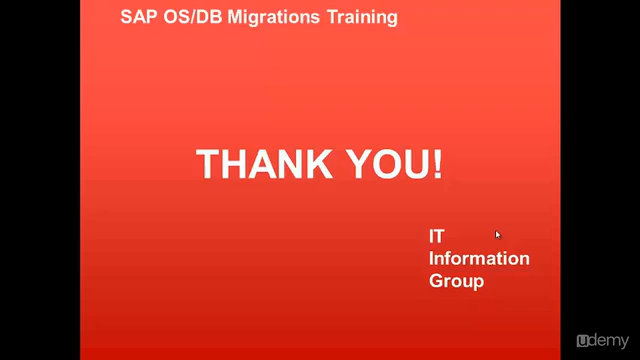 SAP OS/DB Migrations Training
THANK YOU!
IT
Information
Group
udemy